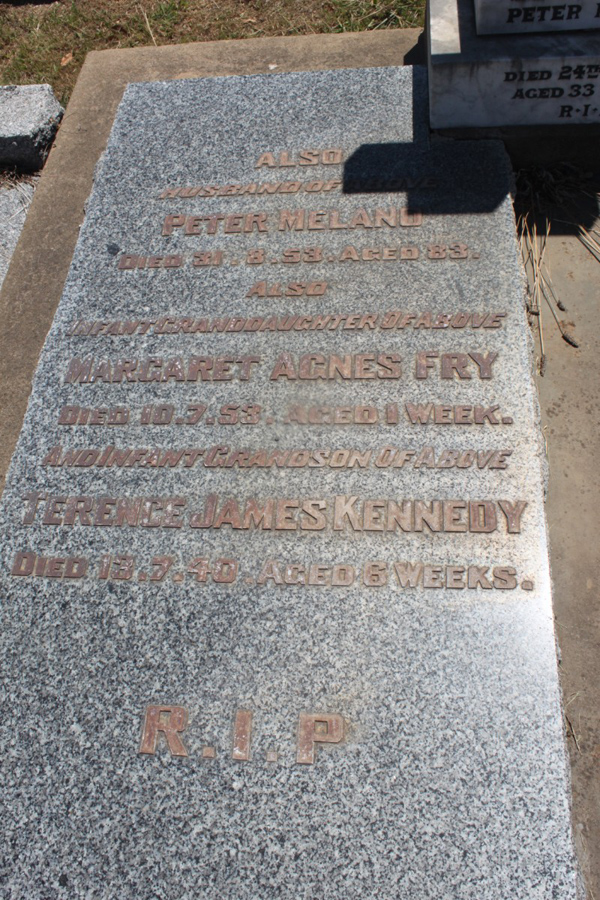 PETER
DIED 24TH
AGED 33
R.I.
ALSO
HUSBAND OF ABOVE
PETER MELANO
DIED 31.8.53. AGED 83.
ALSO
INFANT GRANDDAUGHTER OF ABOVE
MARGARET AGNES FRY
DIED 10.7.53. AGED 1 WEEK.
AND INFANT GRANDSON OF ABOVE
TERENCE JAMES KENNEDY
DIED 13.7.40. AGED 6 WEEKS.
R.I.P